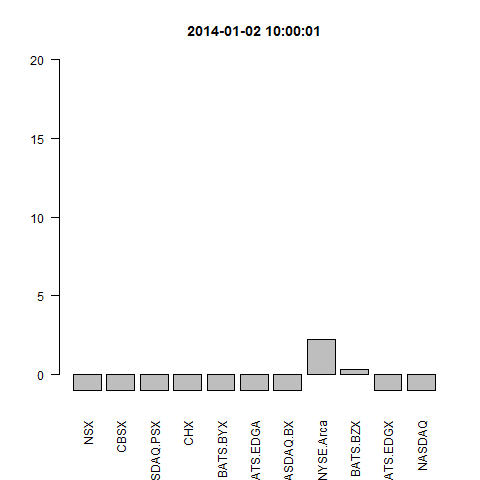 2014-01-02 10:00:01
20
15
10
5
0
NSX
CBSX
SDAQ.PSX
CHX
BATS.BYX
ATS.EDGA
ASDAQ.BX
NYSE.Arca
BATS.BZX
ATS.EDGX
NASDAQ